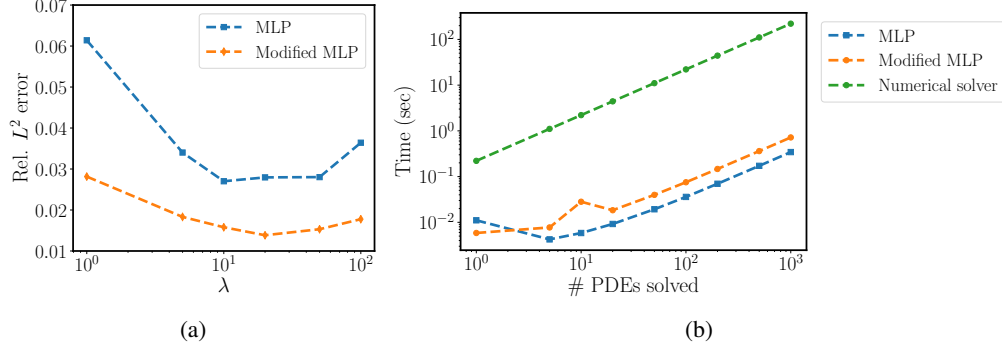 0.07
0.06
0.05
0.04
0.03
0.02
0.01
Rel. L² error
10⁰
10¹
10²
λ
MLP
Modified MLP
(a)
10²
10¹
10⁰
10⁻¹
10⁻²
Time (sec)
10⁰
10¹
10²
10³
# PDEs solved
MLP
Modified MLP
Numerical solver
(b)